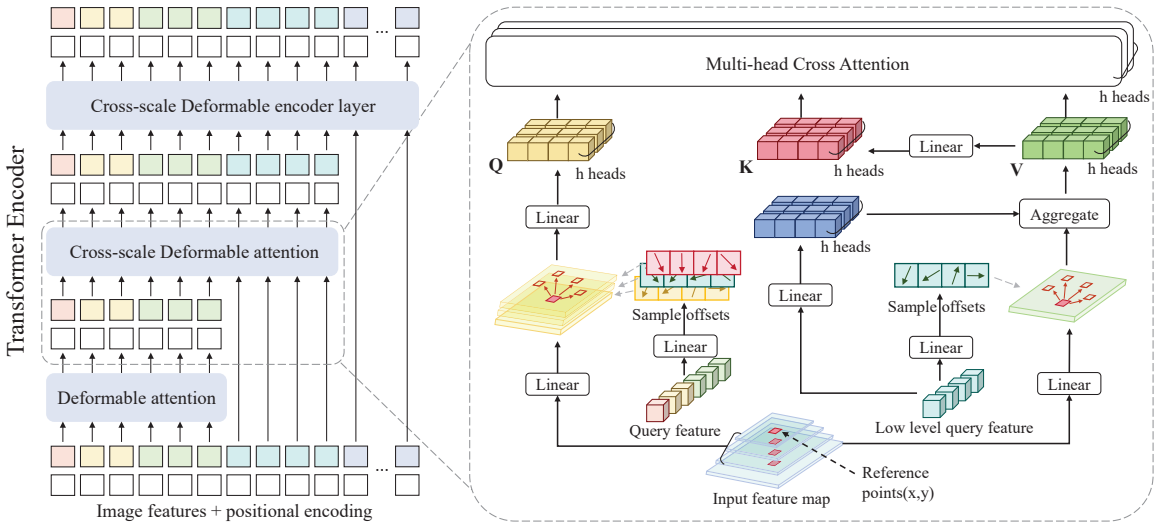 Transformer Encoder
...
Cross-scale Deformable encoder layer
Cross-scale Deformable attention
Deformable attention
...
Image features + positional encoding
Multi-head Cross Attention
h heads
Q
h heads
K
h heads
Linear
V
h heads
Linear
h heads
Aggregate
Sample offsets
Linear
Sample offsets
Linear
Linear
Linear
Linear
Query feature
Low level query feature
Input feature map
Reference
points(x,y)